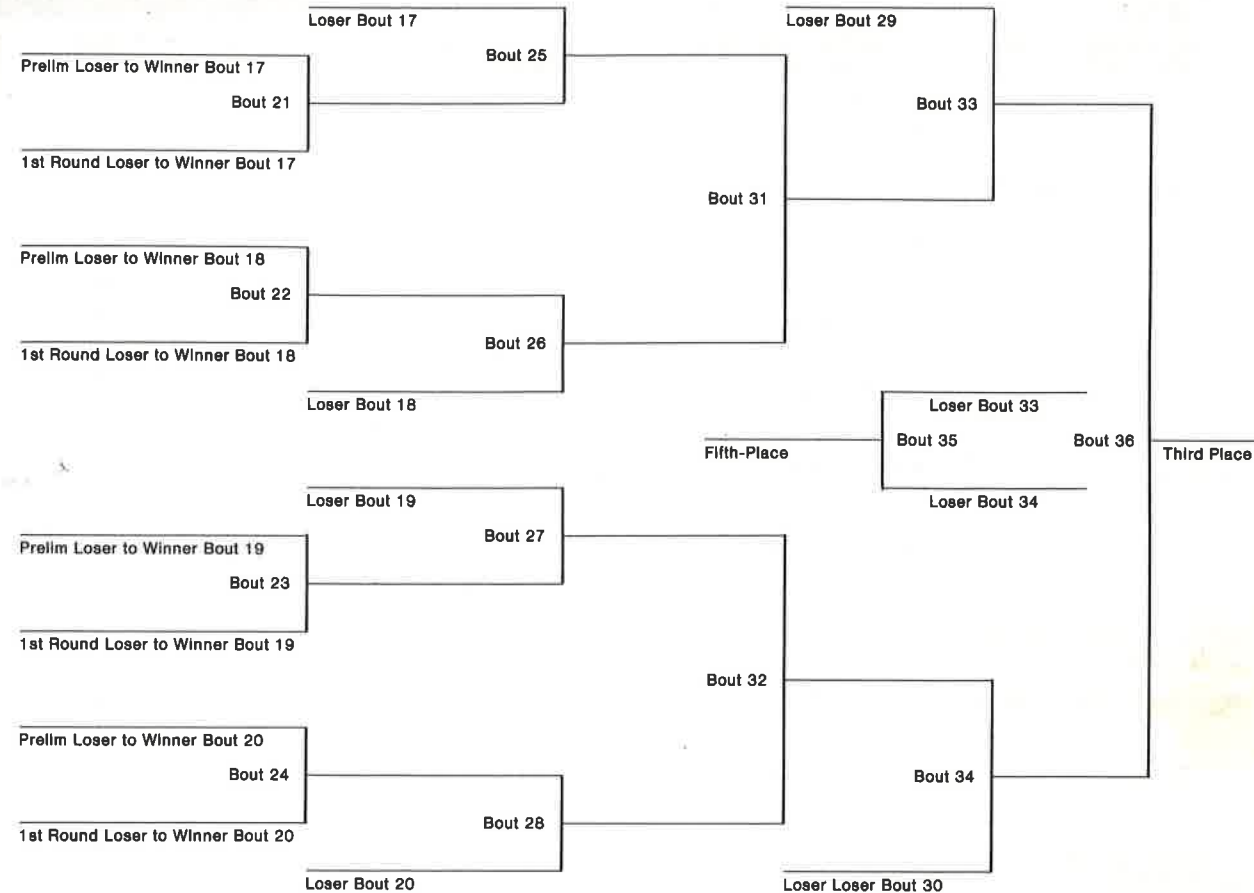 Loser Bout 17
Loser Bout 29
Prelim Loser to Winner Bout 17
Bout 25
Bout 21
Bout 33
1st Round Loser to Winner Bout 17
Bout 31
Prelim Loser to Winner Bout 18
Bout 22
Bout 26
1st Round Loser to Winner Bout 18
Loser Bout 18
Loser Bout 33
Fifth-Place
Bout 35
Bout 36
Third Place
Loser Bout 19
Loser Bout 34
Bout 27
Prelim Loser to Winner Bout 19
Bout 23
1st Round Loser to Winner Bout 19
Bout 32
Prelim Loser to Winner Bout 20
Bout 24
Bout 34
Bout 28
1st Round Loser to Winner Bout 20
Loser Bout 20
Loser Loser Bout 30